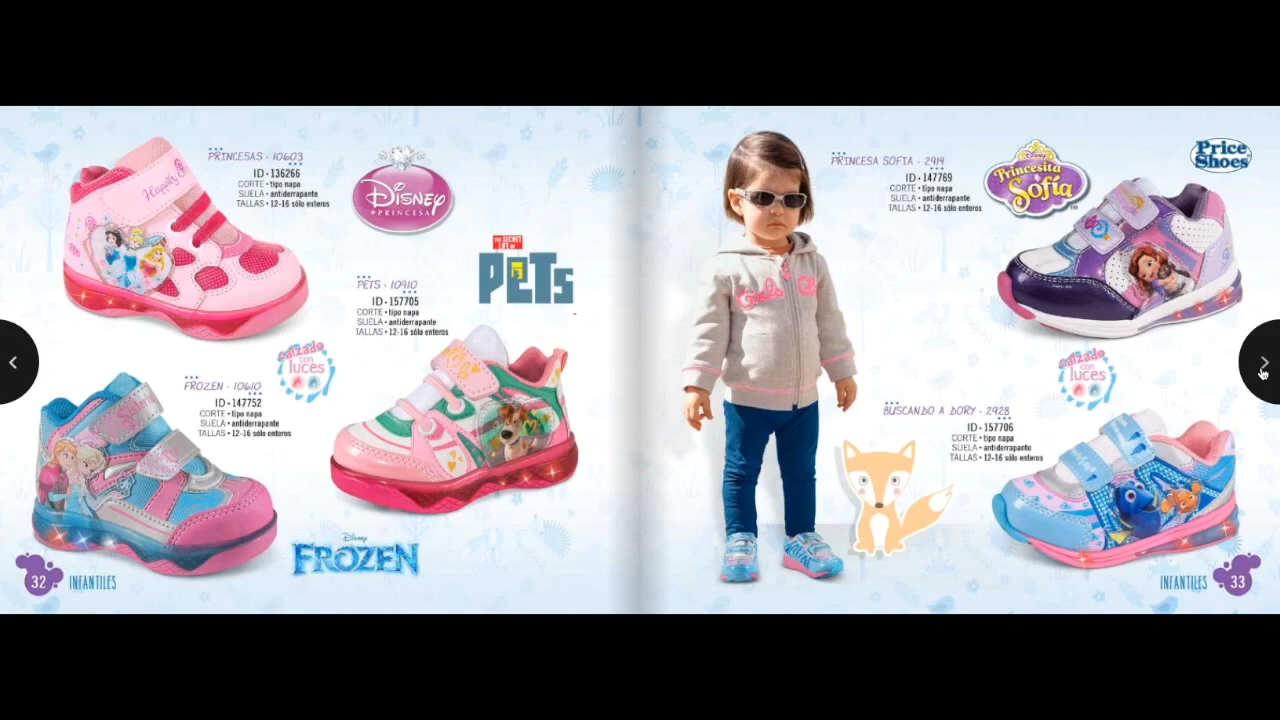 PRINCESAS • 10603
ID • 136266
CORTE • tipo napa
SUELA • antiderrapante
TALLAS • 12-16 sólo enteros
Disney
PRINCESA
Happily
THE SECRET
LIFE OF
PETS
PETS • 10910
ID • 157705
CORTE • tipo napa
SUELA • antiderrapante
TALLAS • 12-16 sólo enteros
Calzado
con
luces
FROZEN • 10610
ID • 147752
CORTE • tipo napa
SUELA • antiderrapante
TALLAS • 12-16 sólo enteros
Disney
FROZEN
32 INFANTILES
PRINCESA SOFIA • 2914
ID • 147769
CORTE • tipo napa
SUELA • antiderrapante
TALLAS • 12-16 sólo enteros
Disney
Princesita
Sofía
TM
Price
Shoes
Girls
Calzado
con
luces
BUSCANDO A DORY • 2928
ID • 157706
CORTE • tipo napa
SUELA • antiderrapante
TALLAS • 12-16 sólo enteros
INFANTILES 33